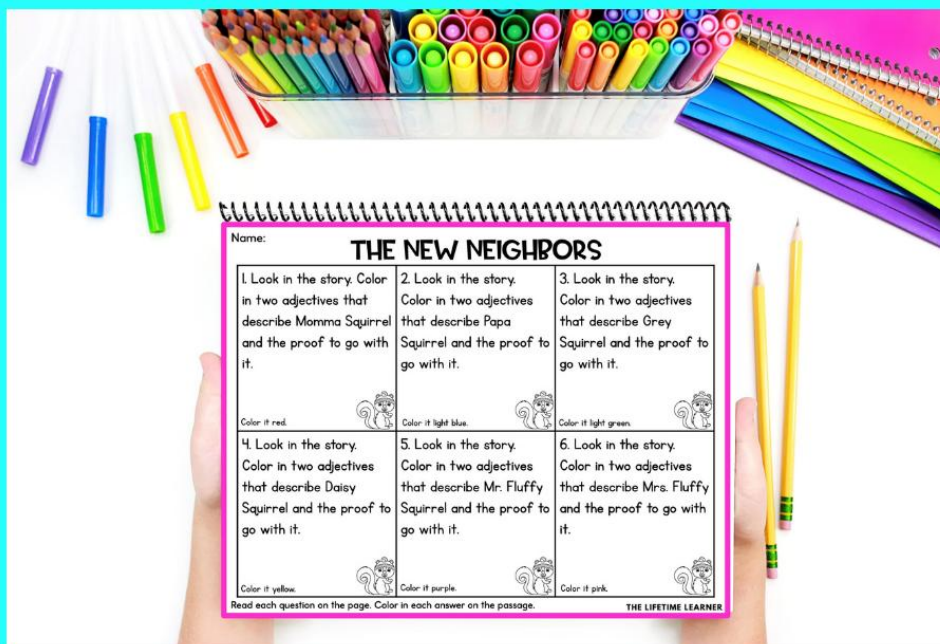 Name:
THE NEW NEIGHBORS
1. Look in the story. Color
in two adjectives that
describe Momma Squirrel
and the proof to go with
it.
Color it red.
2. Look in the story.
Color in two adjectives
that describe Papa
Squirrel and the proof to
go with it.
Color it light blue.
3. Look in the story.
Color in two adjectives
that describe Grey
Squirrel and the proof to
go with it.
Color it light green.
4. Look in the story.
Color in two adjectives
that describe Daisy
Squirrel and the proof to
go with it.
Color it yellow.
5. Look in the story.
Color in two adjectives
that describe Mr. Fluffy
Squirrel and the proof to
go with it.
Color it purple.
6. Look in the story.
Color in two adjectives
that describe Mrs. Fluffy
and the proof to go with
it.
Color it pink.
Read each question on the page. Color in each answer on the passage.
THE LIFETIME LEARNER